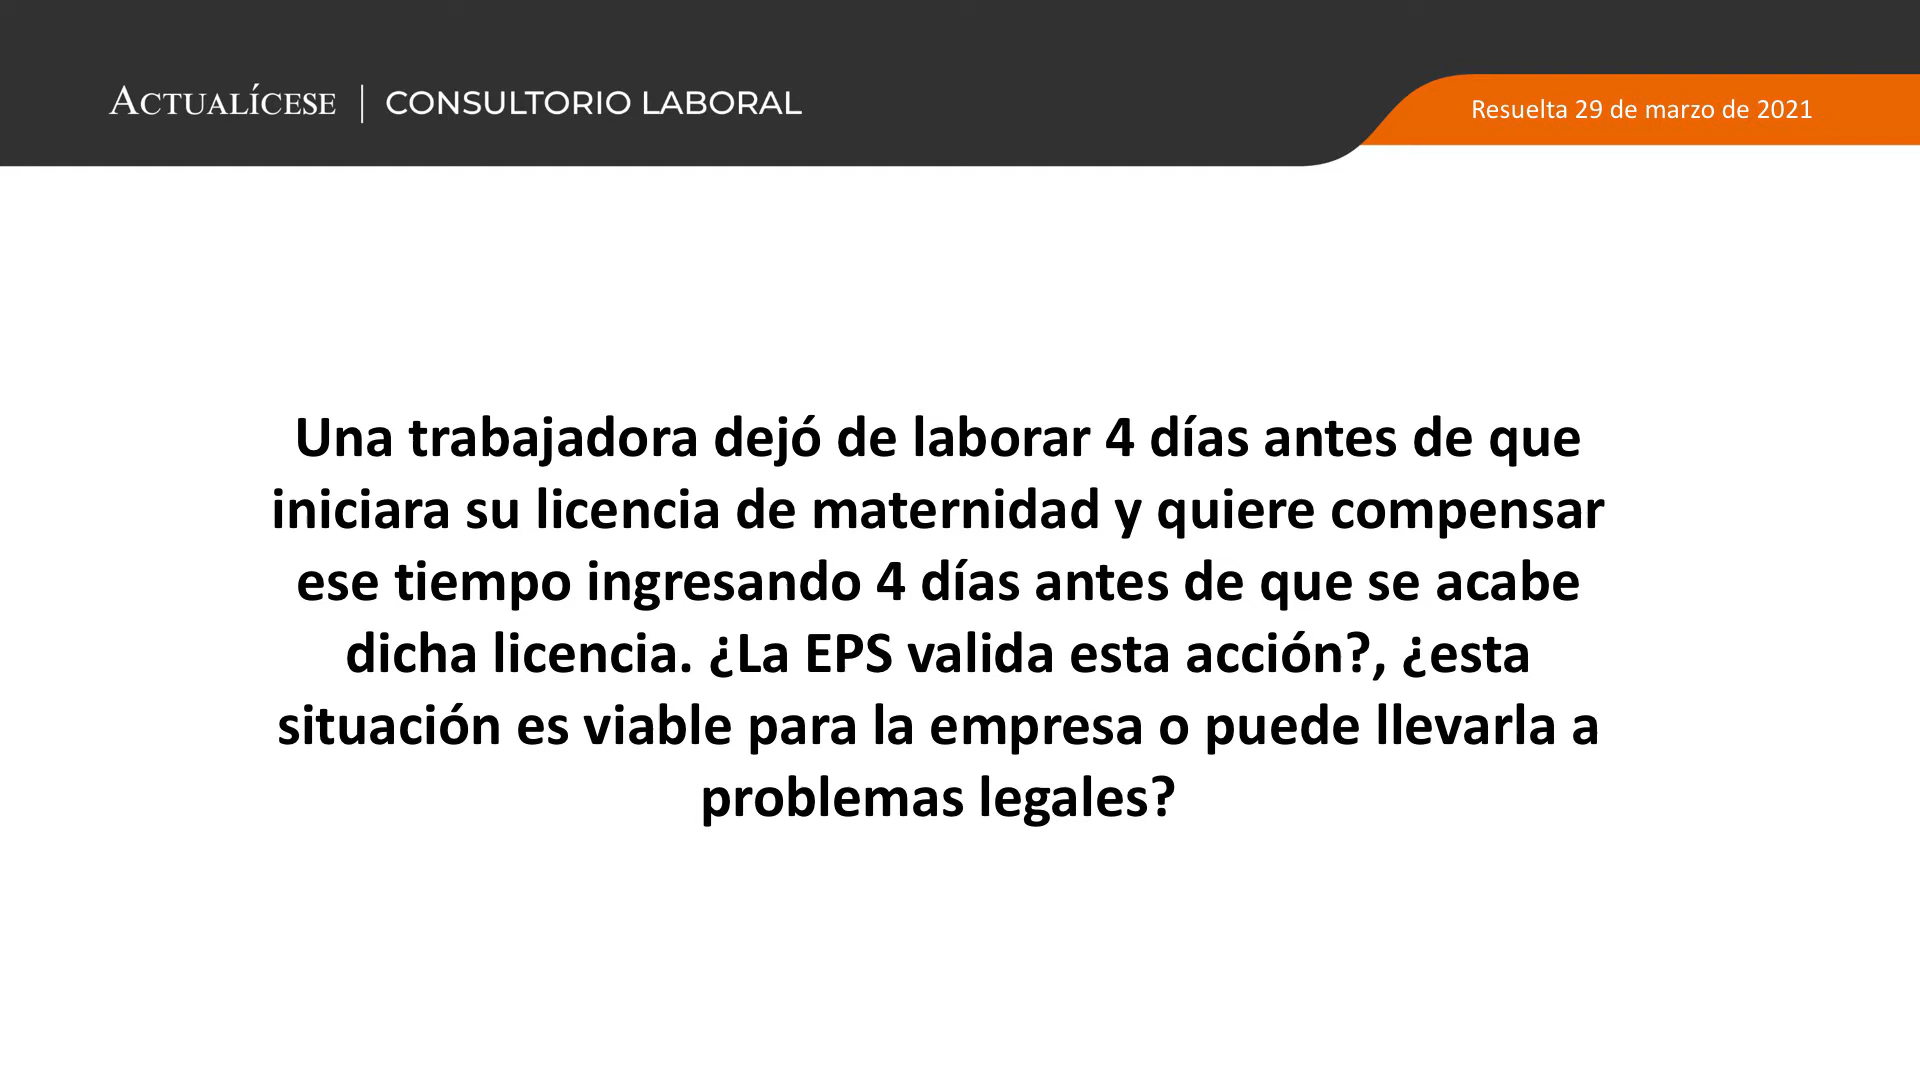 ACTUALÍCESE | CONSULTORIO LABORAL
Resuelta 29 de marzo de 2021
Una trabajadora dejó de laborar 4 días antes de que
iniciara su licencia de maternidad y quiere compensar
ese tiempo ingresando 4 días antes de que se acabe
dicha licencia. ¿La EPS valida esta acción?, ¿esta
situación es viable para la empresa o puede llevarla a
problemas legales?